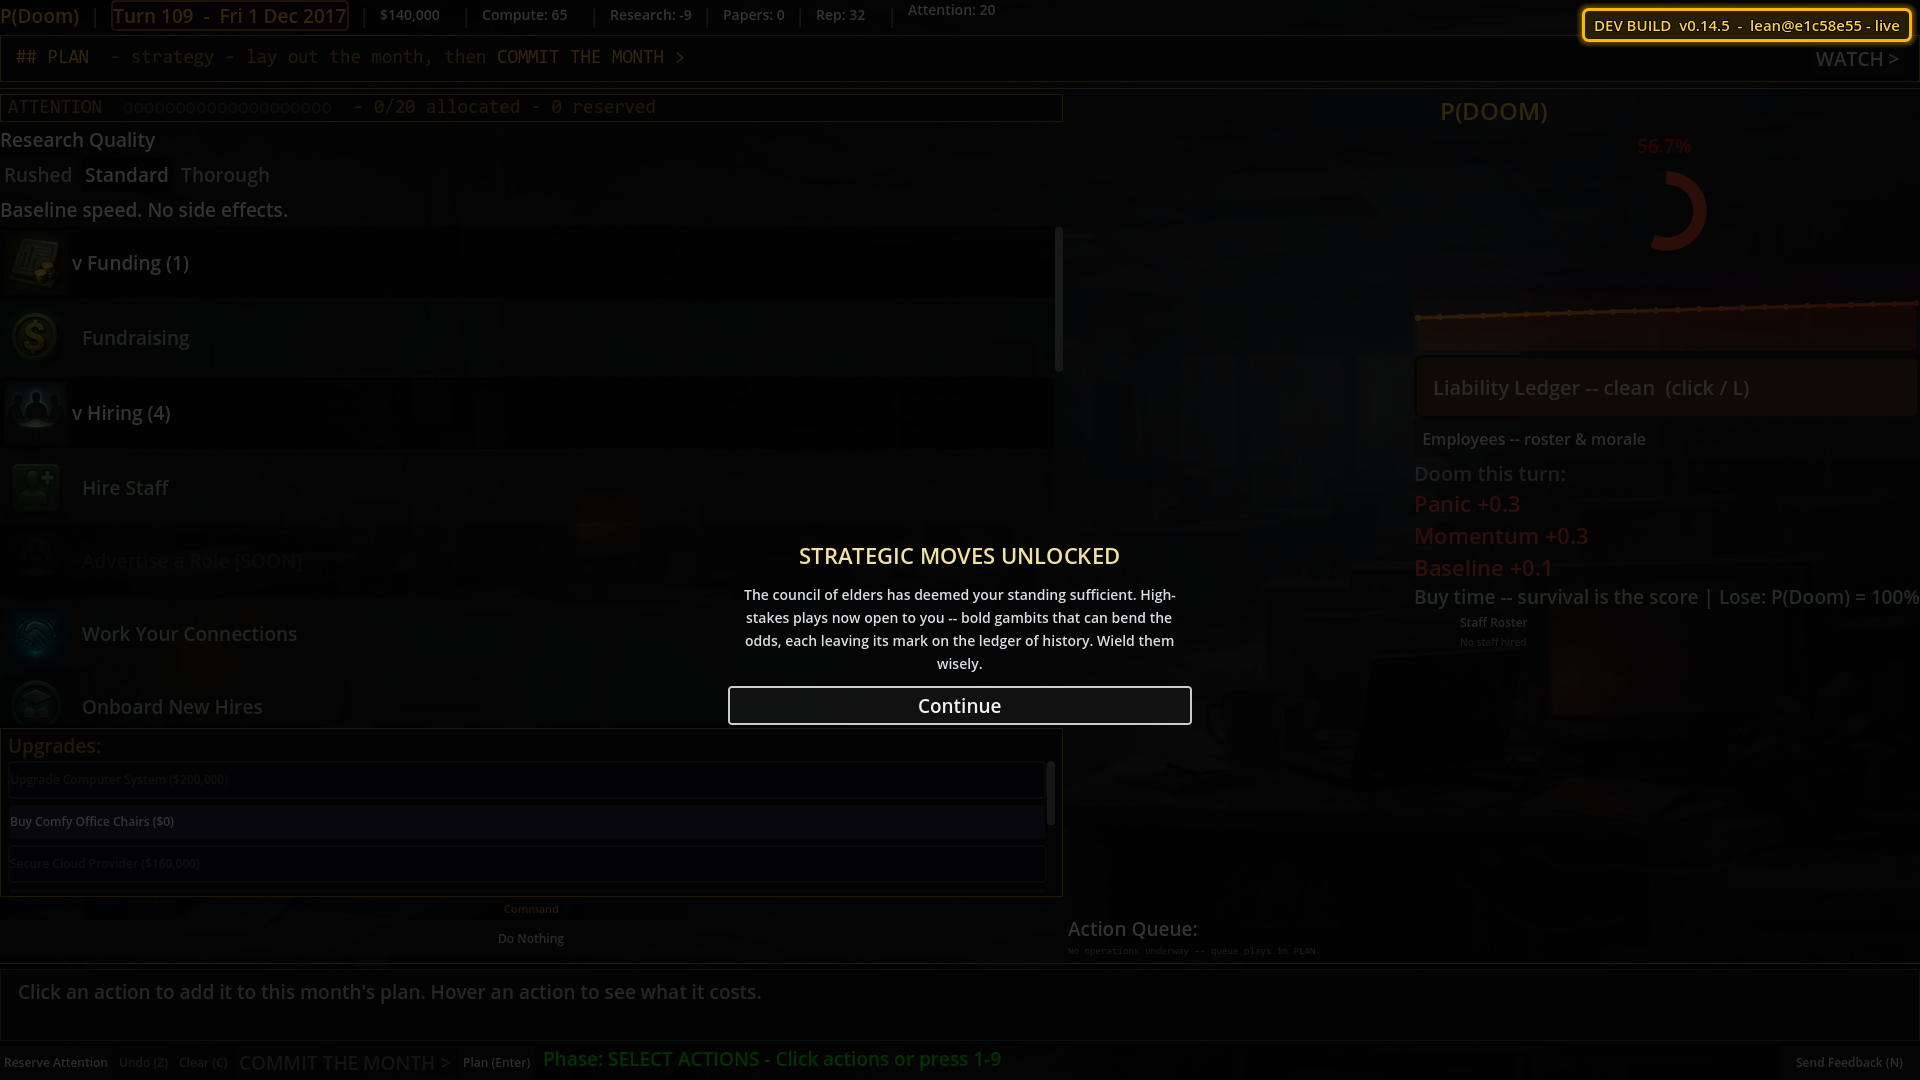 P(Doom)
Turn 109 - Fri 1 Dec 2017
$140,000
Compute: 65
Research: -9
Papers: 0
Rep: 32
Attention: 20
DEV BUILD v0.14.5 - lean@e1c58e55 - live
## PLAN - strategy - lay out the month, then COMMIT THE MONTH >
WATCH >
ATTENTION oooooooooooooooooooo - 0/20 allocated - 0 reserved
Research Quality
Rushed Standard Thorough
Baseline speed. No side effects.
v Funding (1)
Fundraising
v Hiring (4)
Hire Staff
Advertise a Role [SOON]
Work Your Connections
Onboard New Hires
Upgrades:
Upgrade Computer System ($200,000)
Buy Comfy Office Chairs ($0)
Secure Cloud Provider ($160,000)
Command
Do Nothing
P(DOOM)
56.7%
Liability Ledger -- clean (click / L)
Employees -- roster & morale
Doom this turn:
Panic +0.3
Momentum +0.3
Baseline +0.1
Buy time -- survival is the score | Lose: P(Doom) = 100%
Staff Roster
No staff hired
STRATEGIC MOVES UNLOCKED
The council of elders has deemed your standing sufficient. High-
stakes plays now open to you -- bold gambits that can bend the
odds, each leaving its mark on the ledger of history. Wield them
wisely.
Continue
Action Queue:
No operations underway -- queue plays in PLAN.
Click an action to add it to this month's plan. Hover an action to see what it costs.
Reserve Attention
Undo (Z)
Clear (C)
COMMIT THE MONTH >
Plan (Enter)
Phase: SELECT ACTIONS - Click actions or press 1-9
Send Feedback (N)